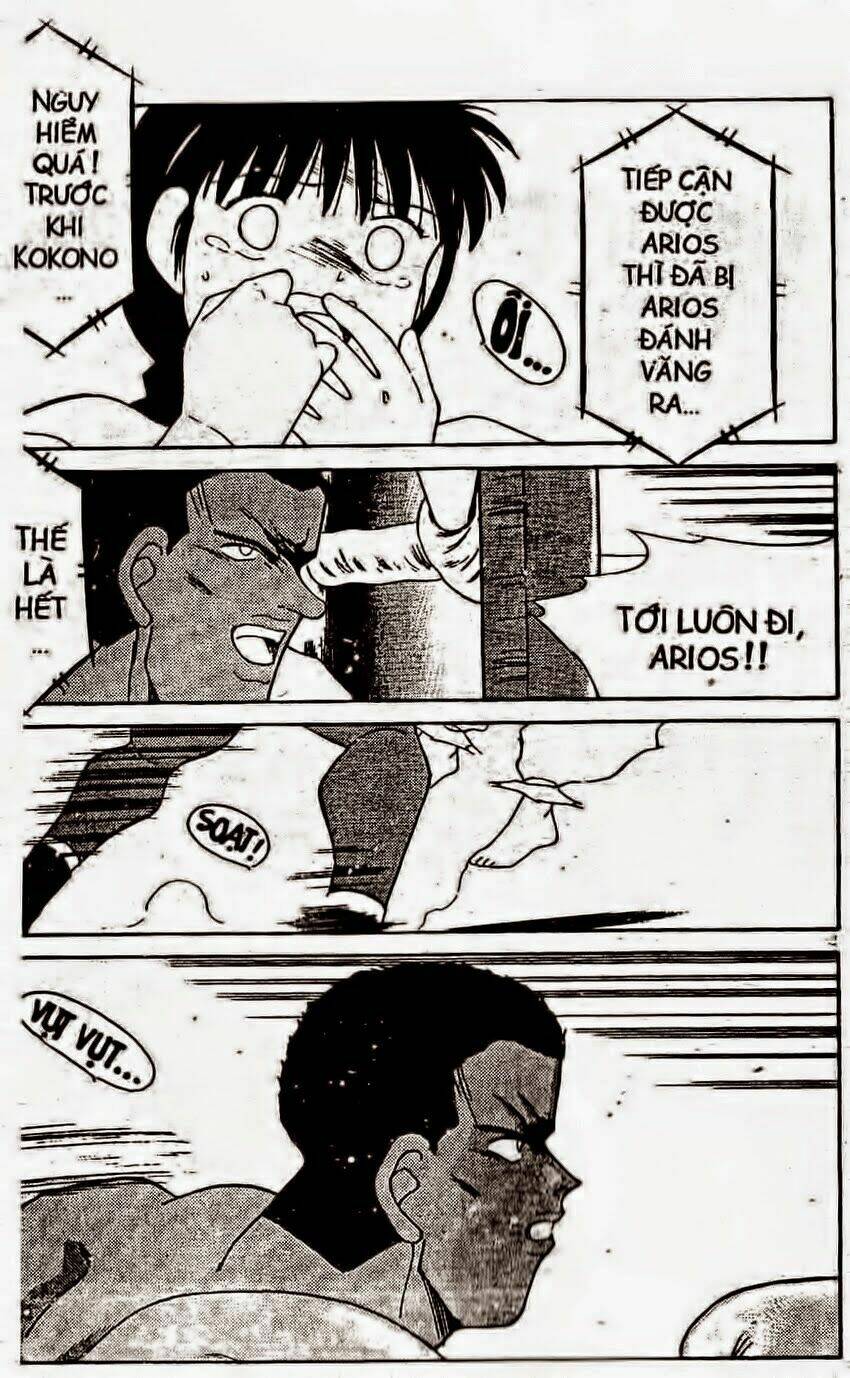 NGUY
HIỂM
QUÁ!
TRƯỚC
KHI
KOKONO
...
ÔI...
TIẾP CẬN
ĐƯỢC
ARIOS
THÌ ĐÃ BỊ
ARIOS
ĐÁNH
VĂNG
RA...
THẾ
LÀ
HẾT
...
TỚI LUÔN ĐI,
ARIOS!!
SOẠT!
VỤT VỤT...